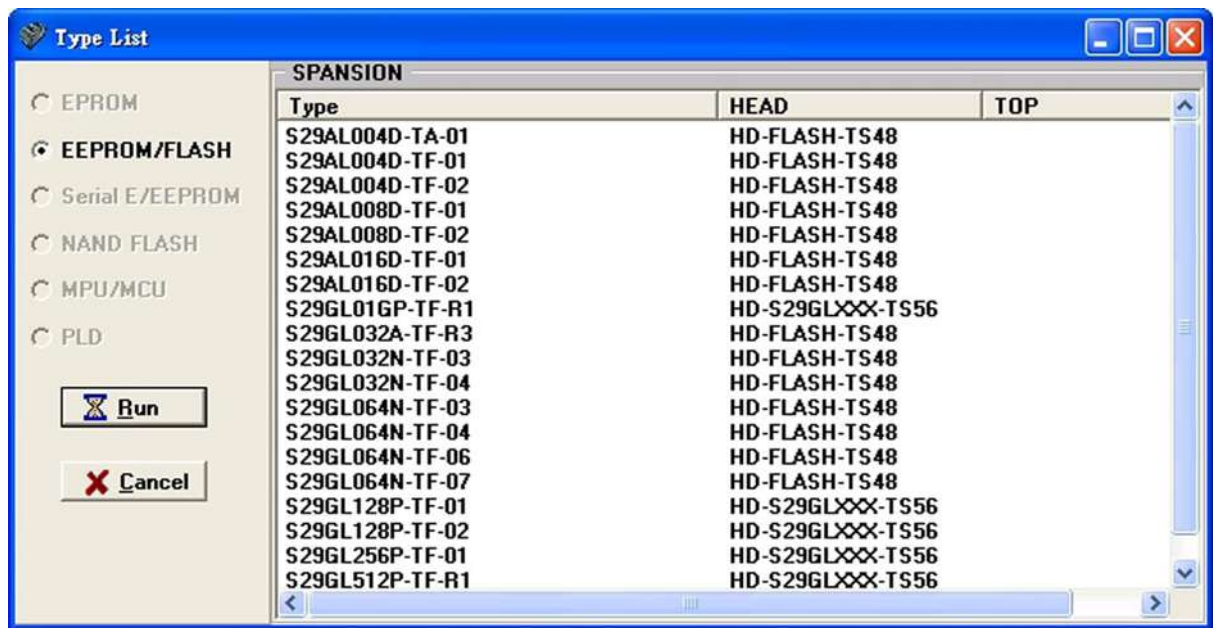 Type List
EPROM
EEPROM/FLASH
Serial E/EEPROM
NAND FLASH
MPU/MCU
PLD
Run
Cancel
SPANSION
Type HEAD TOP
S29AL004D-TA-01 HD-FLASH-TS48
S29AL004D-TF-01 HD-FLASH-TS48
S29AL004D-TF-02 HD-FLASH-TS48
S29AL008D-TF-01 HD-FLASH-TS48
S29AL008D-TF-02 HD-FLASH-TS48
S29AL016D-TF-01 HD-FLASH-TS48
S29AL016D-TF-02 HD-FLASH-TS48
S29GL01GP-TF-R1 HD-S29GLXXX-TS56
S29GL032A-TF-R3 HD-FLASH-TS48
S29GL032N-TF-03 HD-FLASH-TS48
S29GL032N-TF-04 HD-FLASH-TS48
S29GL064N-TF-03 HD-FLASH-TS48
S29GL064N-TF-04 HD-FLASH-TS48
S29GL064N-TF-06 HD-FLASH-TS48
S29GL064N-TF-07 HD-FLASH-TS48
S29GL128P-TF-01 HD-S29GLXXX-TS56
S29GL128P-TF-02 HD-S29GLXXX-TS56
S29GL256P-TF-01 HD-S29GLXXX-TS56
S29GL512P-TF-R1 HD-S29GLXXX-TS56